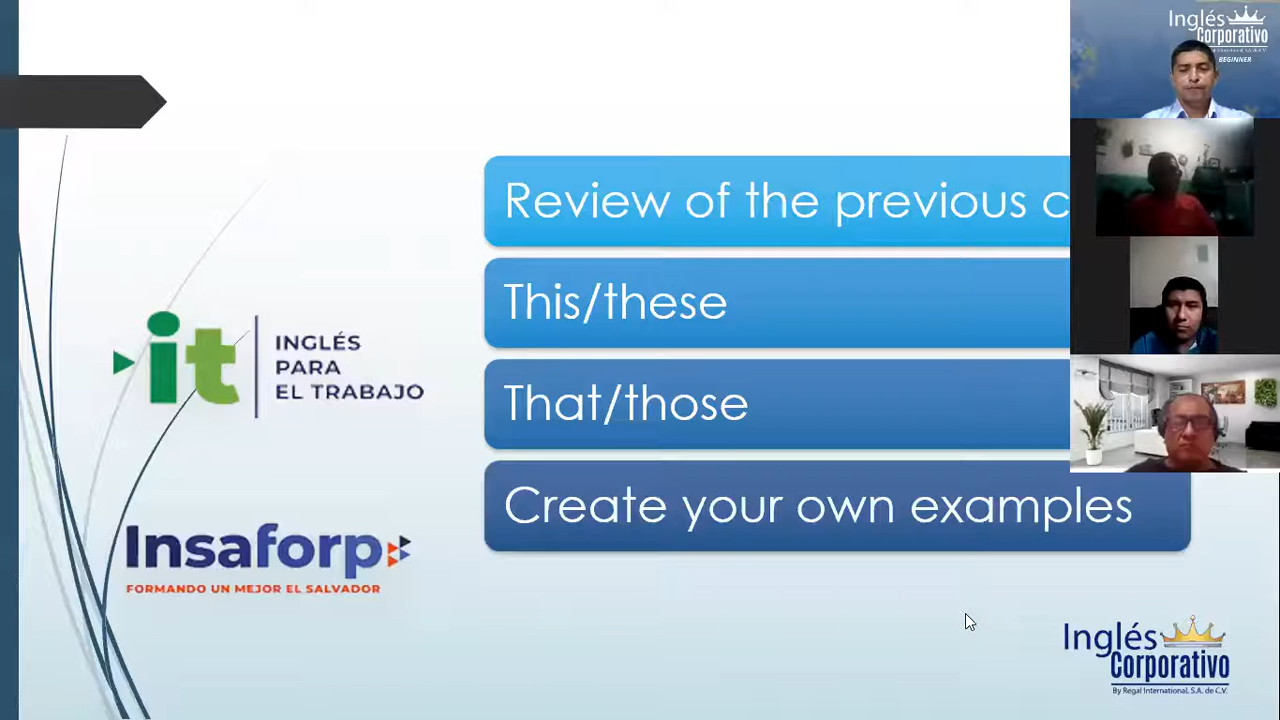 Review of the previous c
This/these
That/those
Create your own examples
it
INGLÉS
PARA
EL TRABAJO
Insaforp
FORMANDO UN MEJOR EL SALVADOR
Inglés
Corporativo
By Regal International, S.A. de C.V.
Inglés
Corporativo
BEGINNER